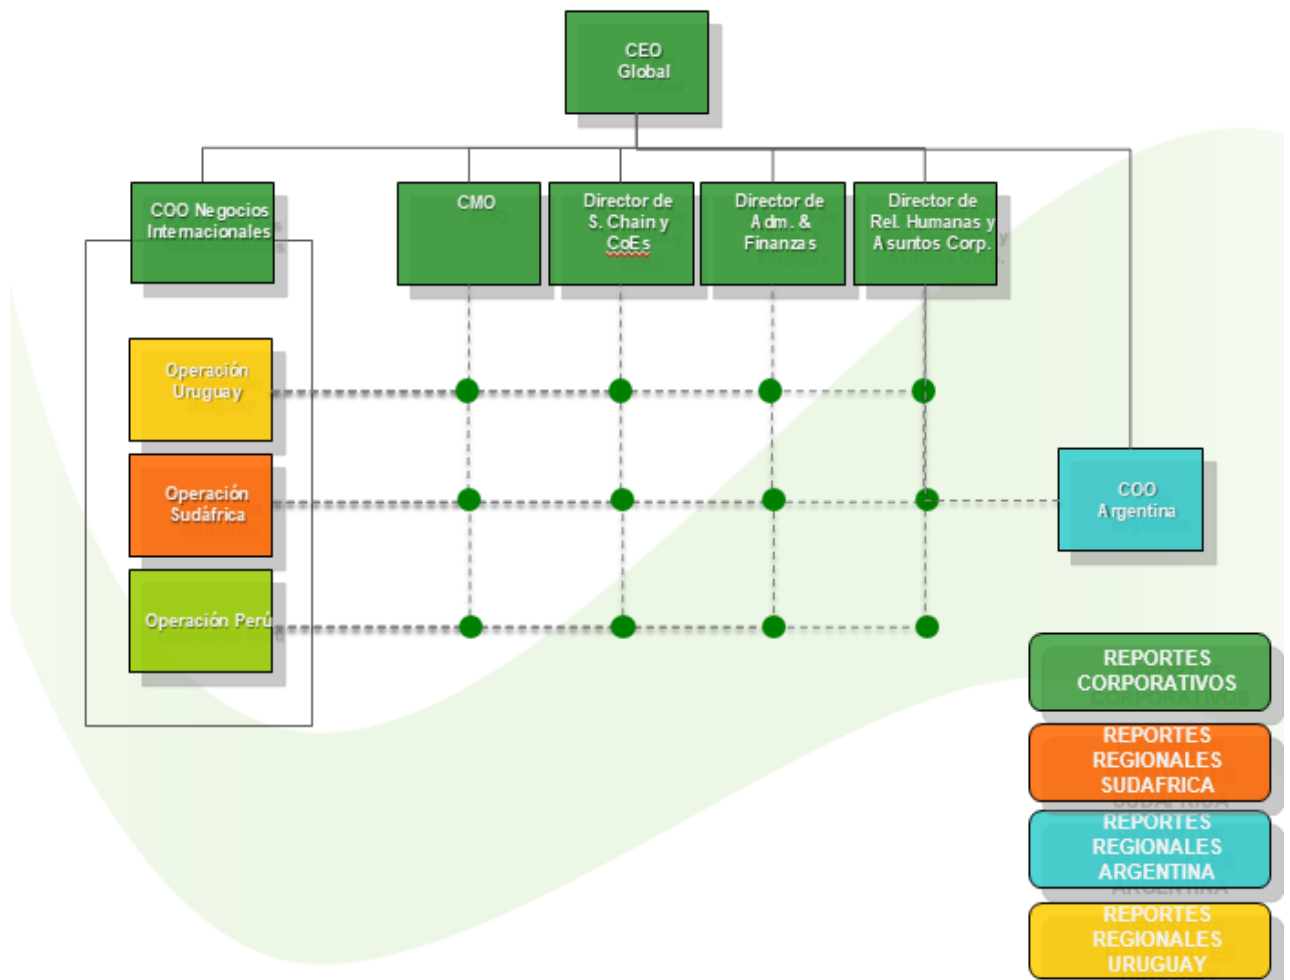 CEO
Global
COO Negocios
Internacionales
CMO
Director de
S. Chain y
CoEs
Director de
Adm. &
Finanzas
Director de
Rel. Humanas y
Asuntos Corp.
Operación
Uruguay
Operación
Sudáfrica
Operación Perú
COO
Argentina
REPORTES
CORPORATIVOS
REPORTES
REGIONALES
SUDAFRICA
REPORTES
REGIONALES
ARGENTINA
REPORTES
REGIONALES
URUGUAY